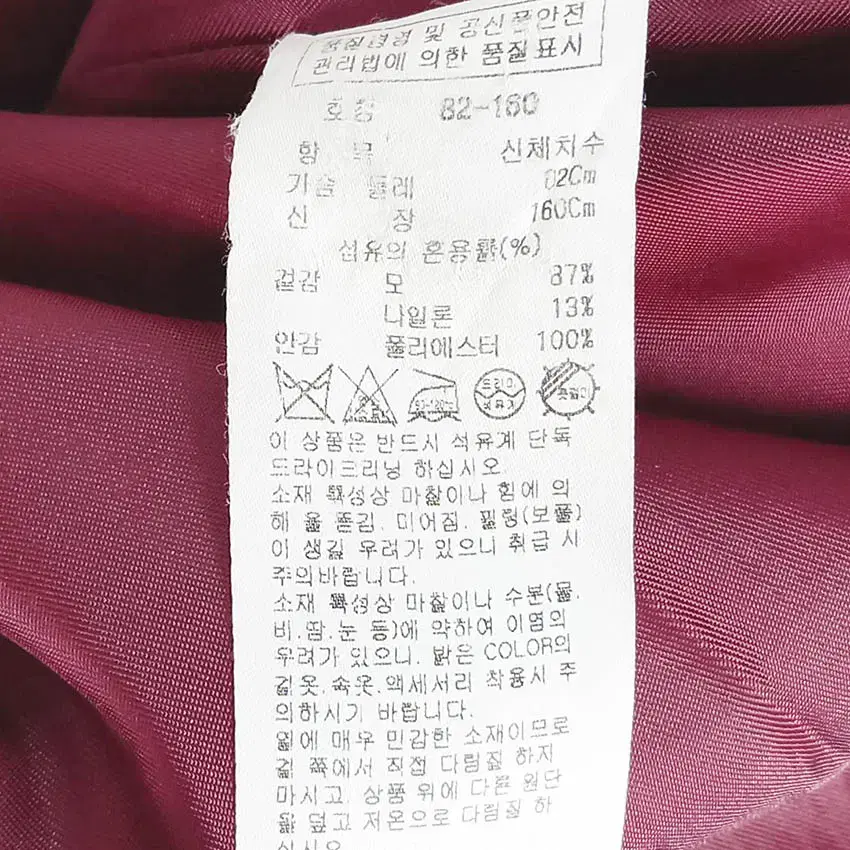 품질경영 및 공산품안전
관리법에 의한 품질표시
호칭 82-160
항 목 신체치수
가슴 둘레 82Cm
신 장 160Cm
섬유의 혼용률(%)
겉감 모 87%
나일론 13%
안감 폴리에스터 100%
드라이
석유계
이 상품은 반드시 석유계 단독
드라이크리닝 하십시오.
소재 특성상 마찰이나 힘에 의
해 올 뜯김. 미어짐. 필링(보풀)
이 생길 우려가 있으니 취급 시
주의바랍니다.
소재 특성상 마찰이나 수분(물.
비.땀.눈 등)에 약하여 이염의
우려가 있으니. 밝은 COLOR의
겉옷.속옷.액세서리 착용시 주
의하시기 바랍니다.
열에 매우 민감한 소재이므로
겉 쪽에서 직접 다림질 하지
마시고. 상품 위에 다른 원단
을 덮고 저온으로 다림질 하
십시오